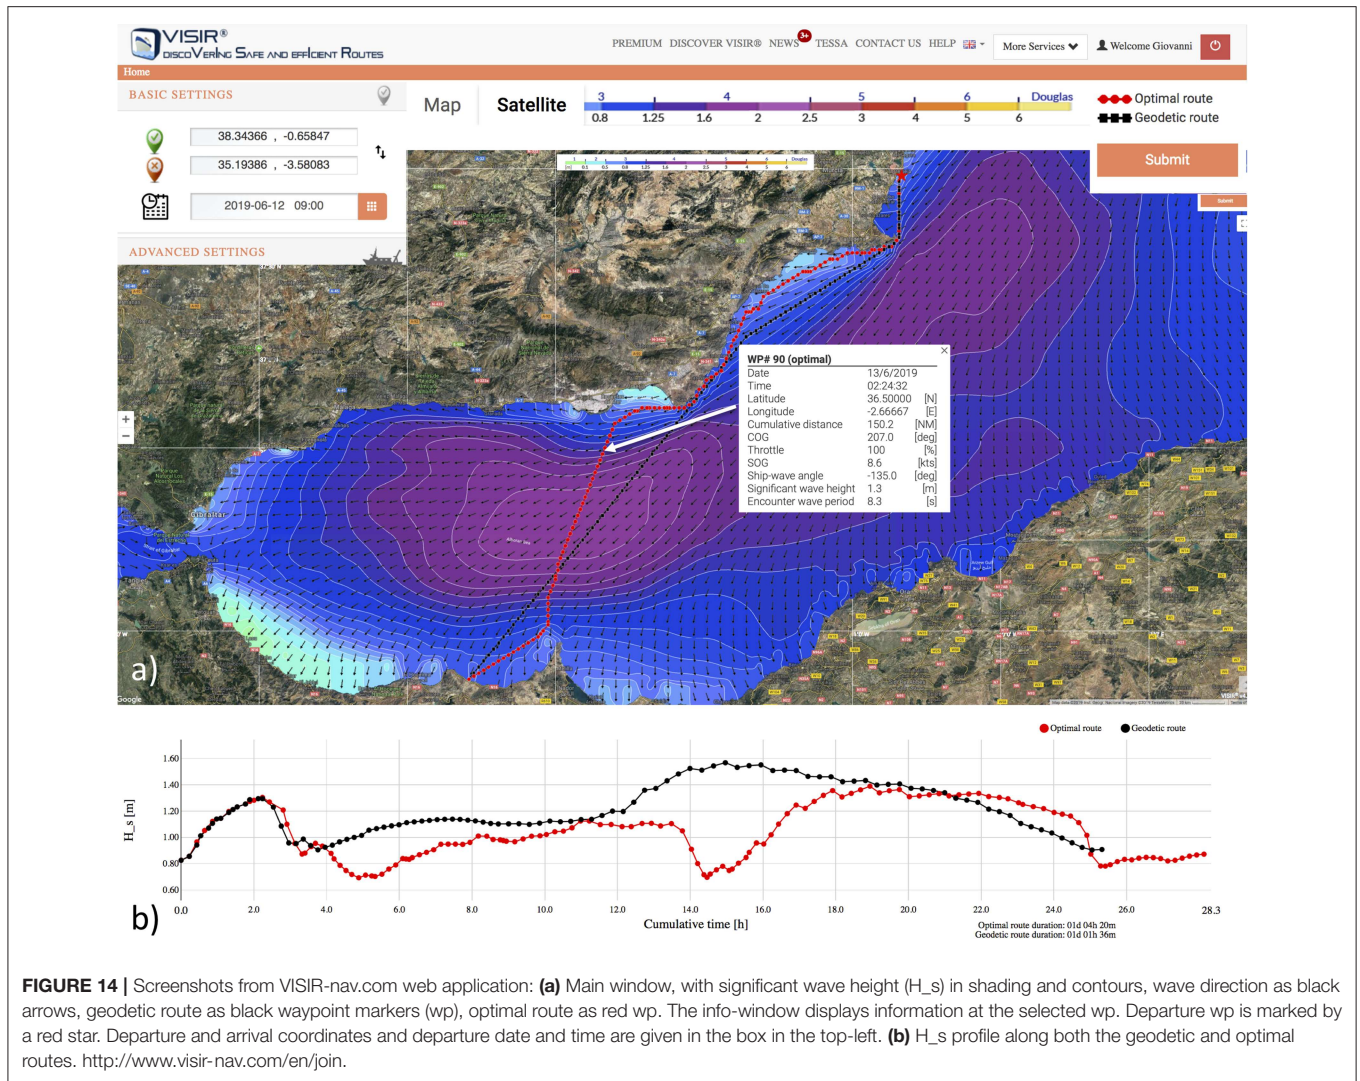 VISIR®
DISCOVERING SAFE AND EFFICIENT ROUTES
PREMIUM DISCOVER VISIR® NEWS 3+ TESSA CONTACT US HELP More Services Welcome Giovanni
Home
BASIC SETTINGS
38.34366 , -0.65847
35.19386 , -3.58083
2019-06-12 09:00
ADVANCED SETTINGS
Map Satellite
3 4 5 6 Douglas
0.8 1.25 1.6 2 2.5 3 4 5 6
Optimal route
Geodetic route
Submit
Submit
WP# 90 (optimal)
Date 13/6/2019
Time 02:24:32
Latitude 36.50000 [N]
Longitude -2.66667 [E]
Cumulative distance 150.2 [NM]
COG 207.0 [deg]
Throttle 100 [%]
SOG 8.6 [kts]
Ship-wave angle -135.0 [deg]
Significant wave height 1.3 [m]
Encounter wave period 8.3 [s]
+
−
Gibraltar
Alboran Sea
a)
Google
Optimal route Geodetic route
1.60
1.40
1.20
1.00
0.80
0.60
H_s [m]
0.0 2.0 4.0 6.0 8.0 10.0 12.0 14.0 16.0 18.0 20.0 22.0 24.0 26.0 28.3
b)
Cumulative time [h]
Optimal route duration: 01d 04h 20m
Geodetic route duration: 01d 01h 36m
FIGURE 14 | Screenshots from VISIR-nav.com web application: (a) Main window, with significant wave height (H_s) in shading and contours, wave direction as black
arrows, geodetic route as black waypoint markers (wp), optimal route as red wp. The info-window displays information at the selected wp. Departure wp is marked by
a red star. Departure and arrival coordinates and departure date and time are given in the box in the top-left. (b) H_s profile along both the geodetic and optimal
routes. http://www.visir-nav.com/en/join.